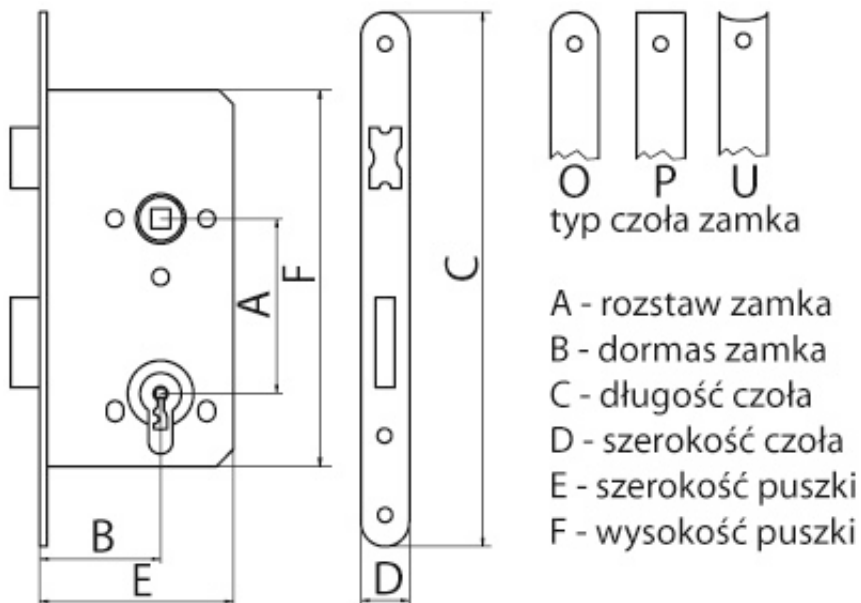 O P U
typ czoła zamka
A - rozstaw zamka
B - dormas zamka
C - długość czoła
D - szerokość czoła
E - szerokość puszki
F - wysokość puszki
A
F
C
B
E
D